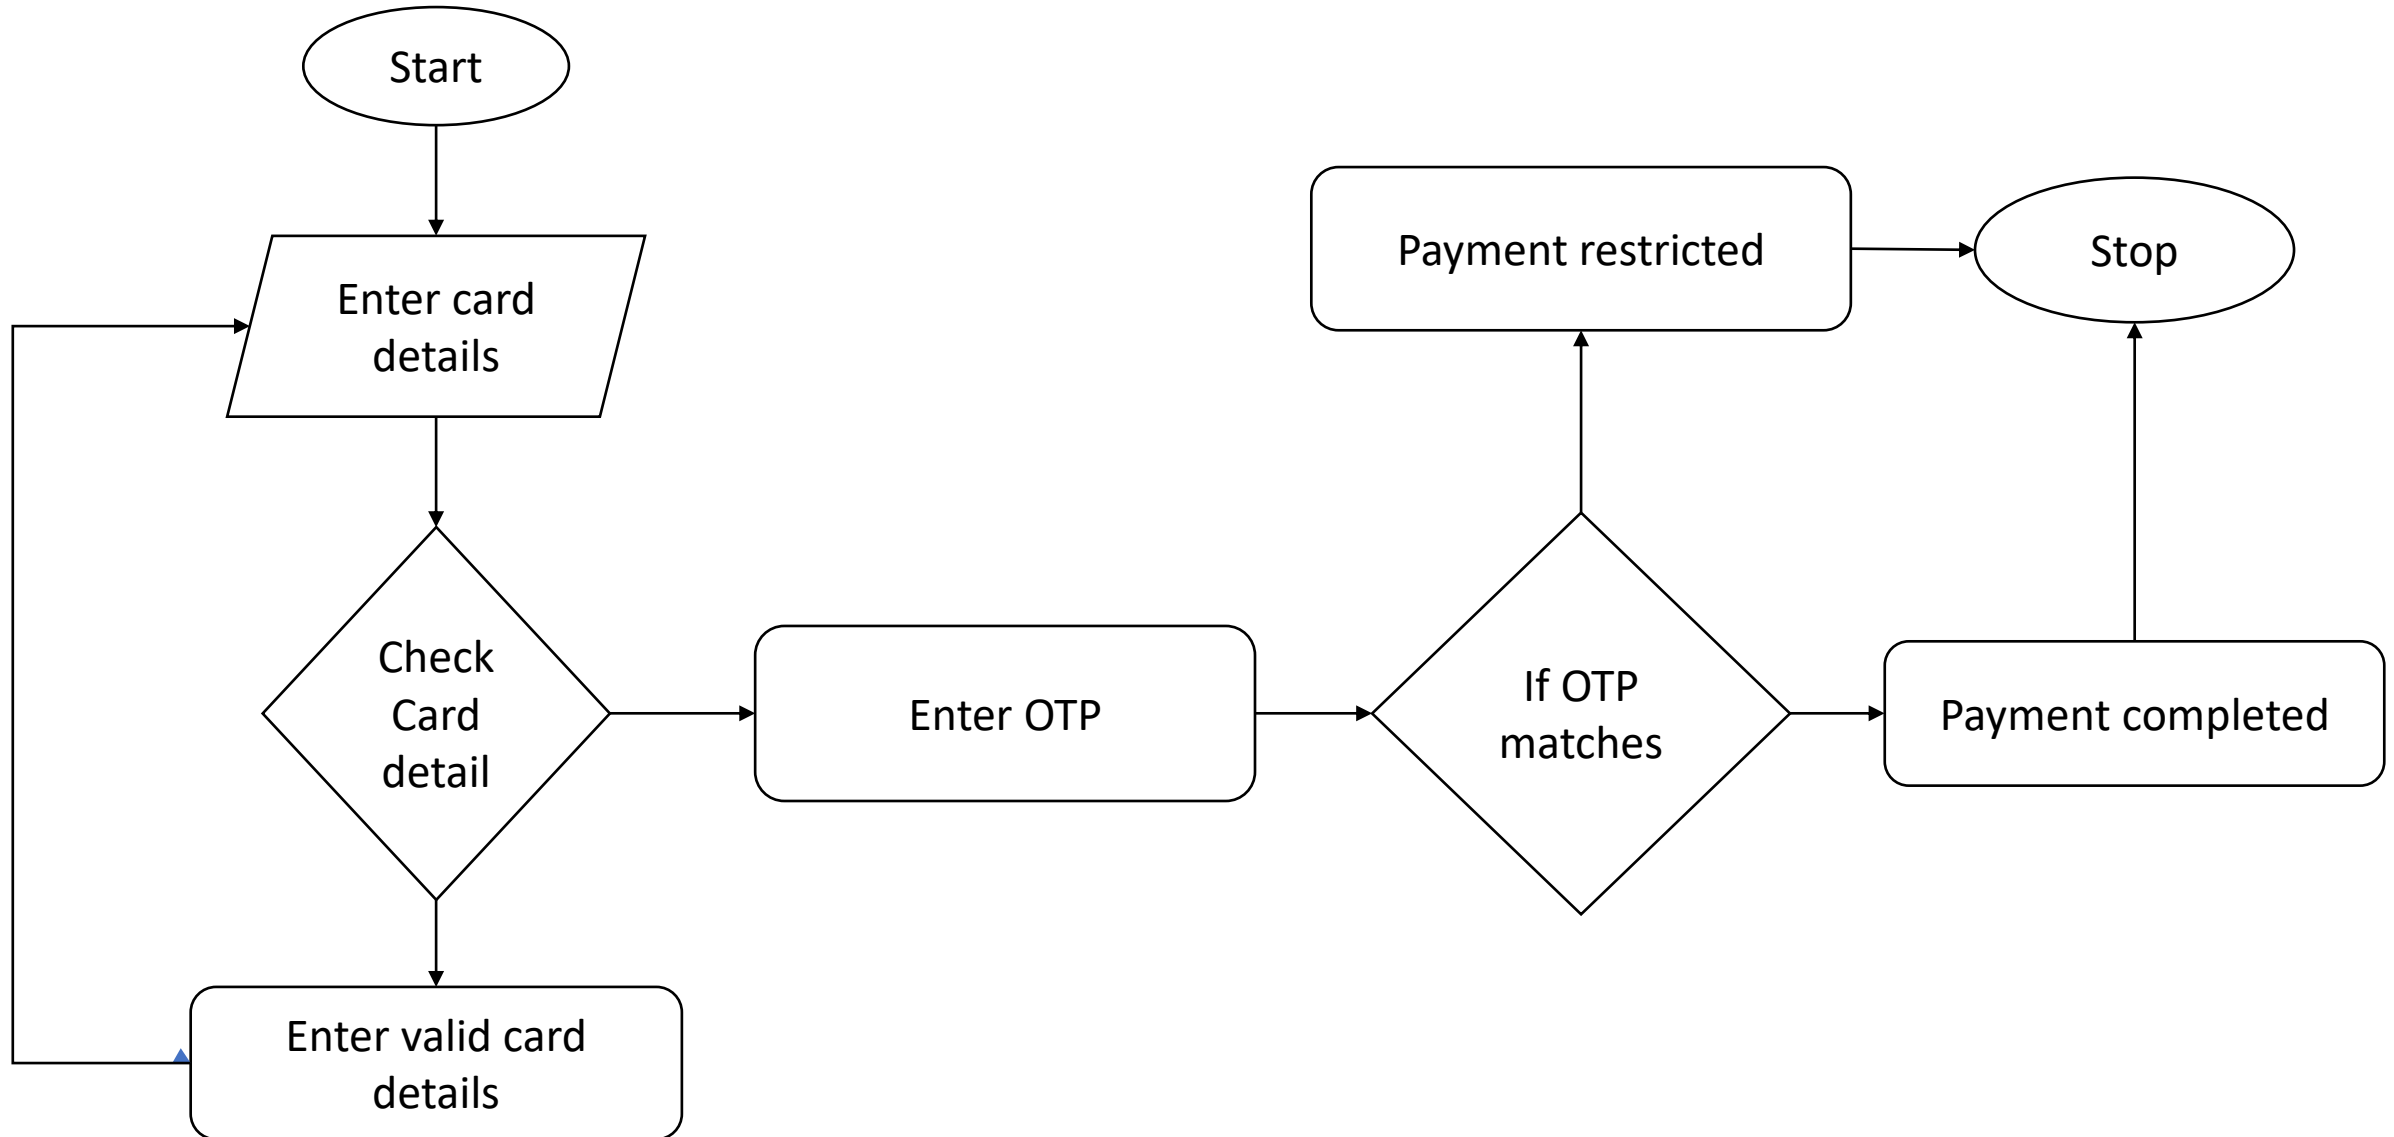 Start
Enter card
details
Check
Card
detail
Enter valid card
details
Enter OTP
If OTP
matches
Payment restricted
Payment completed
Stop